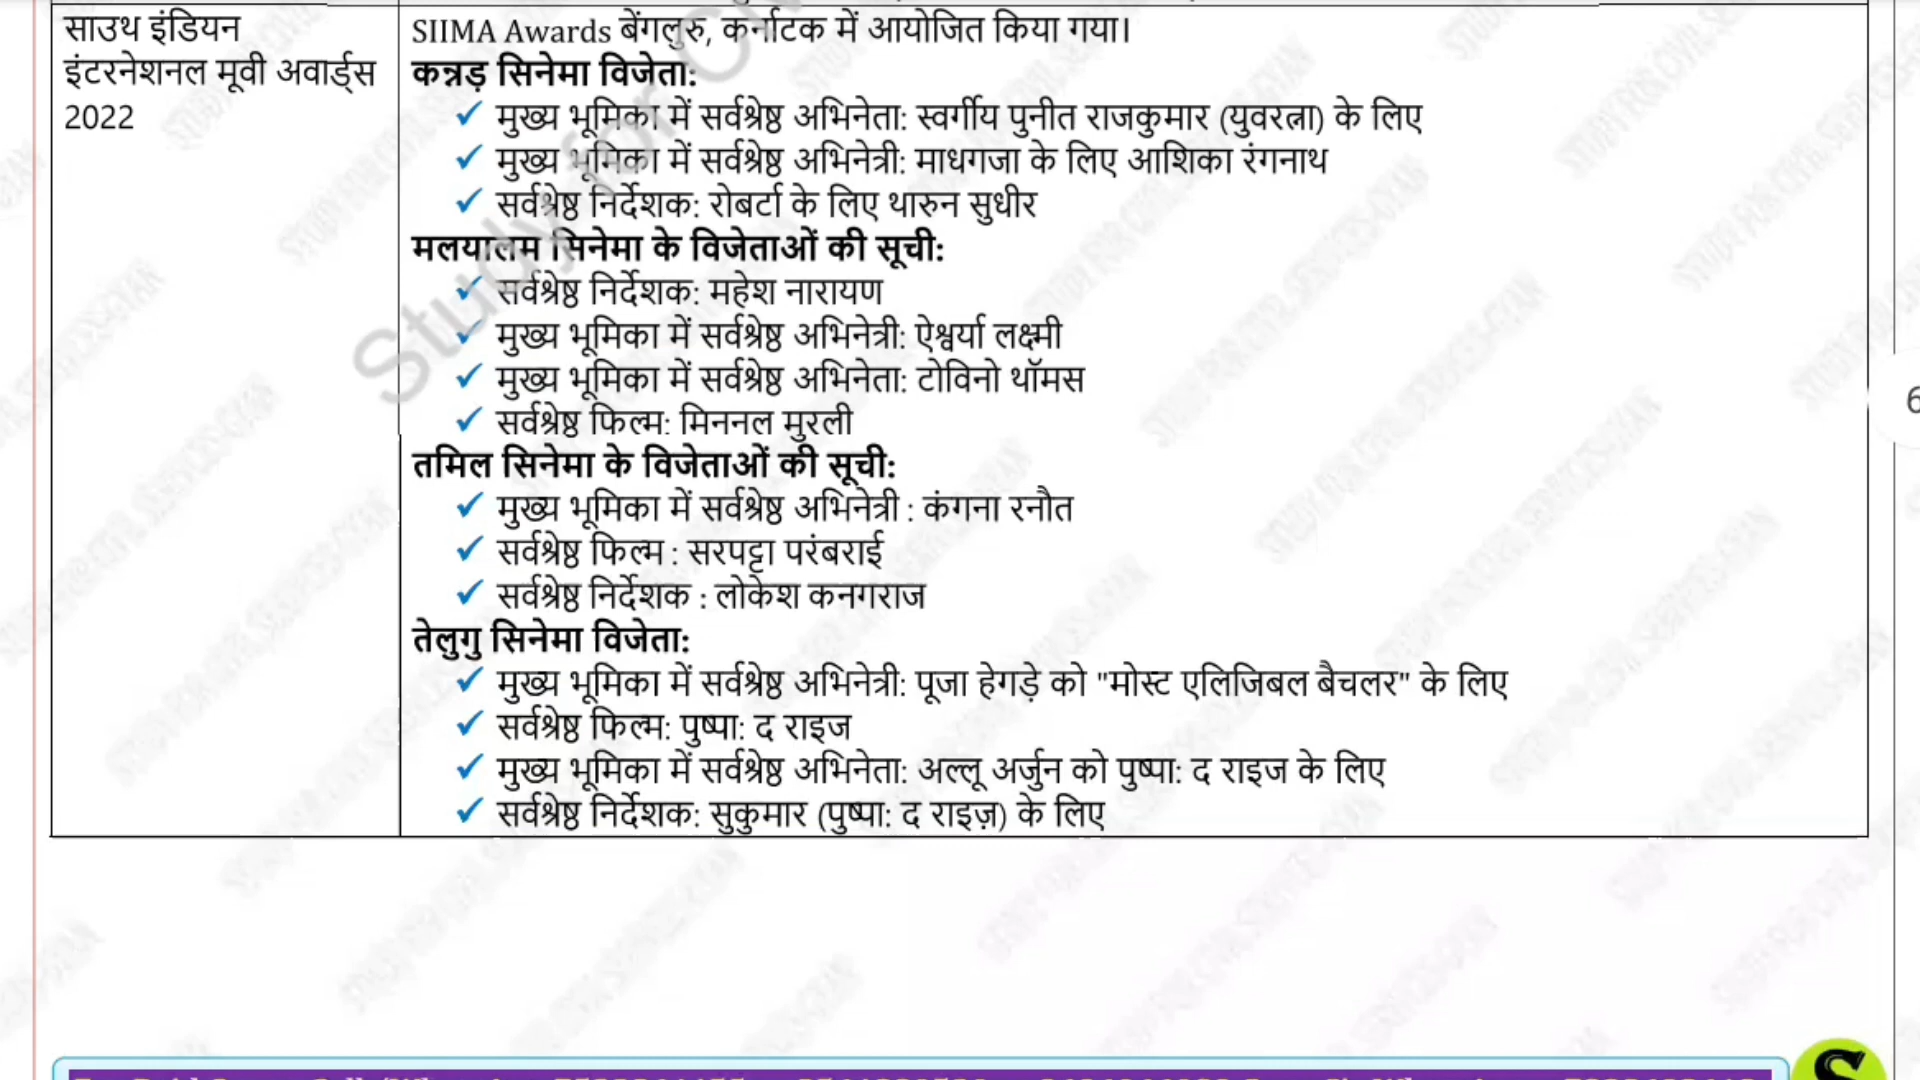 साउथ इंडियन
इंटरनेशनल मूवी अवार्ड्स
2022
SIIMA Awards बेंगलुरु, कर्नाटक में आयोजित किया गया।
कन्नड़ सिनेमा विजेता:
✓ मुख्य भूमिका में सर्वश्रेष्ठ अभिनेता: स्वर्गीय पुनीत राजकुमार (युवरत्ना) के लिए
✓ मुख्य भूमिका में सर्वश्रेष्ठ अभिनेत्री: माधगजा के लिए आशिका रंगनाथ
✓ सर्वश्रेष्ठ निर्देशक: रोबर्टा के लिए थारुन सुधीर
मलयालम सिनेमा के विजेताओं की सूची:
✓ सर्वश्रेष्ठ निर्देशक: महेश नारायण
✓ मुख्य भूमिका में सर्वश्रेष्ठ अभिनेत्री: ऐश्वर्या लक्ष्मी
✓ मुख्य भूमिका में सर्वश्रेष्ठ अभिनेता: टोविनो थॉमस
✓ सर्वश्रेष्ठ फिल्म: मिननल मुरली
तमिल सिनेमा के विजेताओं की सूची:
✓ मुख्य भूमिका में सर्वश्रेष्ठ अभिनेत्री : कंगना रनौत
✓ सर्वश्रेष्ठ फिल्म : सरपट्टा परंबराई
✓ सर्वश्रेष्ठ निर्देशक : लोकेश कनगराज
तेलुगु सिनेमा विजेता:
✓ मुख्य भूमिका में सर्वश्रेष्ठ अभिनेत्री: पूजा हेगड़े को "मोस्ट एलिजिबल बैचलर" के लिए
✓ सर्वश्रेष्ठ फिल्म: पुष्पा: द राइज
✓ मुख्य भूमिका में सर्वश्रेष्ठ अभिनेता: अल्लू अर्जुन को पुष्पा: द राइज के लिए
✓ सर्वश्रेष्ठ निर्देशक: सुकुमार (पुष्पा: द राइज़) के लिए
Study for Civ
6